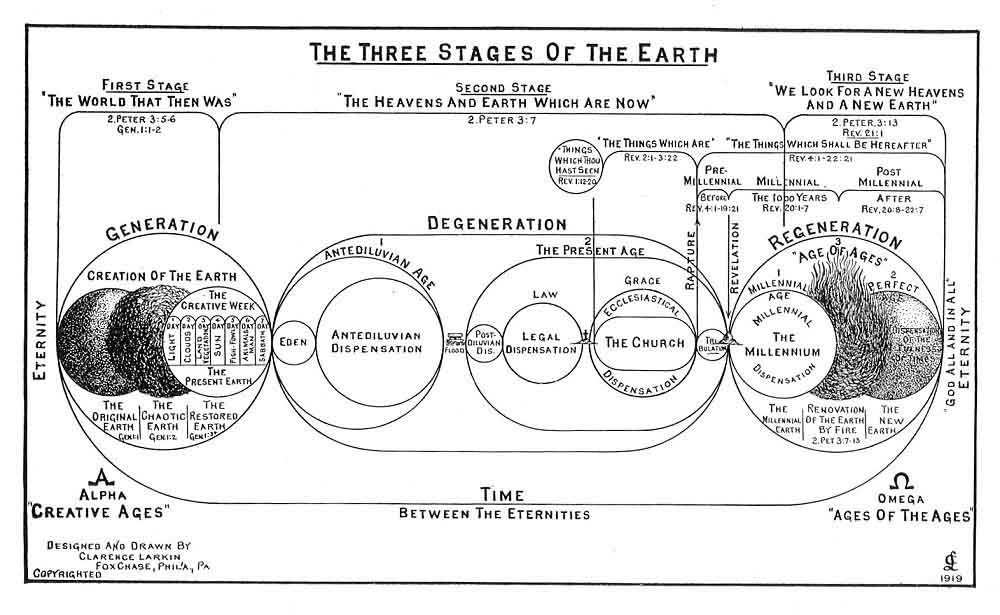 THE THREE STAGES OF THE EARTH
FIRST STAGE
"THE WORLD THAT THEN WAS"
2.PETER 3:5-6
GEN.1:1-2
SECOND STAGE
"THE HEAVENS AND EARTH WHICH ARE NOW"
2.PETER 3:7
THIRD STAGE
"WE LOOK FOR A NEW HEAVENS
AND A NEW EARTH"
2.PETER.3:13
REV.21:1
"THINGS
WHICH THOU
HAST SEEN
REV.1:12-20
"THE THINGS WHICH ARE"
REV.2:1-3:22
"THE THINGS WHICH SHALL BE HEREAFTER"
REV.4:1-22:21
PRE-
MILLENNIAL
BEFORE
REV.4:1-19:21
MILLENNIAL
THE 1000 YEARS
REV.20:1-7
POST
MILLENNIAL
AFTER
REV.20:8-22:7
RAPTURE
REVELATION
GENERATION
CREATION OF THE EARTH
THE
CREATIVE WEEK
1 DAY LIGHT
2 DAY CLOUDS
3 DAY LAND VEGETATION
4 DAY SUN
5 DAY FISH-FOWLS
6 DAY ANIMALS MAN
7 DAY SABBATH
THE
PRESENT EARTH
THE
ORIGINAL
EARTH
GEN.1:1
THE
CHAOTIC
EARTH
GEN.1:2
THE
RESTORED
EARTH
ETERNITY
DEGENERATION
1
ANTEDILUVIAN AGE
EDEN
ANTEDILUVIAN
DISPENSATION
FLOOD
2
THE PRESENT AGE
POST-
DILUVIAN
DIS.
LAW
LEGAL
DISPENSATION
GRACE
ECCLESIASTICAL
THE CHURCH
DISPENSATION
TRI
BULATION
REGENERATION
3
"AGE OF AGES"
1
MILLENNIAL
AGE
MILLENNIAL
THE
MILLENNIUM
DISPENSATION
2
PERFECT
DISPENSATION
OF THE
FULNESS
OF TIMES
THE
MILLENNIAL
EARTH
RENOVATION
OF THE EARTH
BY FIRE
2.PET 3:7-13
THE
NEW
EARTH
"GOD ALL AND IN ALL"
ETERNITY
Α
ALPHA
"CREATIVE AGES"
TIME
BETWEEN THE ETERNITIES
Ω
OMEGA
"AGES OF THE AGES"
DESIGNED AND DRAWN BY
CLARENCE LARKIN
FOXCHASE, PHIL'A., PA
COPYRIGHTED
1919